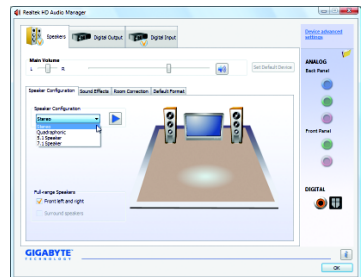 Realtek HD Audio Manager
Speakers
Digital Output
Digital Input
Device advanced settings
Main Volume
L
R
Set Default Device
ANALOG
Back Panel
Speaker Configuration
Sound Effects
Room Correction
Default Format
Speaker Configuration
Stereo
Stereo
Quadraphonic
5.1 Speaker
7.1 Speaker
Front Panel
Full-range Speakers
Front left and right
Surround speakers
DIGITAL
GIGABYTE
TECHNOLOGY
OK